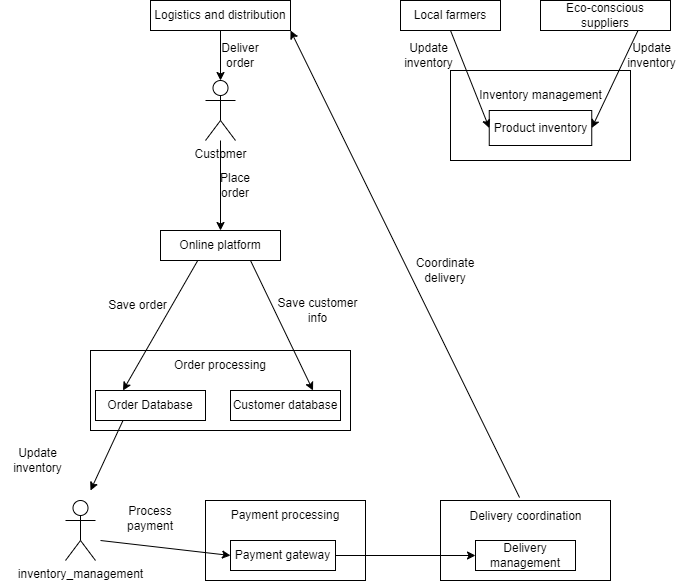 Logistics and distribution
Local farmers
Eco-conscious
suppliers
Deliver
order
Update
inventory
Update
inventory
Inventory management
Product inventory
Customer
Place
order
Online platform
Coordinate
delivery
Save order
Save customer
info
Order processing
Order Database
Customer database
Update
inventory
Process
payment
Payment processing
Delivery coordination
Payment gateway
Delivery
management
inventory_management